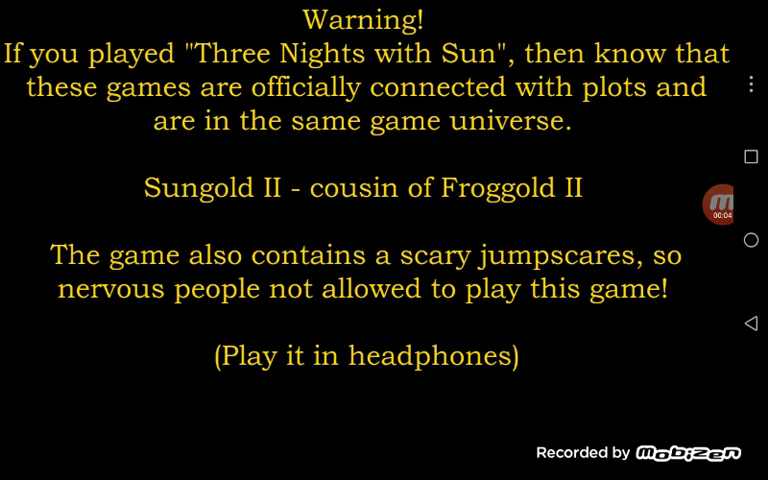 Warning!
If you played "Three Nights with Sun", then know that
these games are officially connected with plots and
are in the same game universe.
Sungold II - cousin of Froggold II
The game also contains a scary jumpscares, so
nervous people not allowed to play this game!
(Play it in headphones)
00:04
Recorded by mobizen